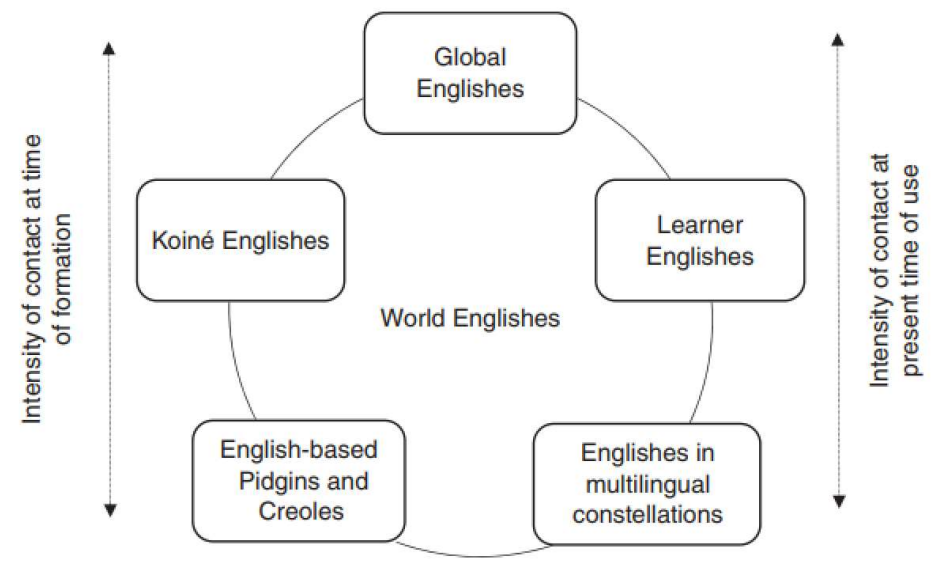 Global
Englishes
Intensity of contact at time
of formation
Koiné Englishes
Learner
Englishes
Intensity of contact at
present time of use
World Englishes
English-based
Pidgins and
Creoles
Englishes in
multilingual
constellations